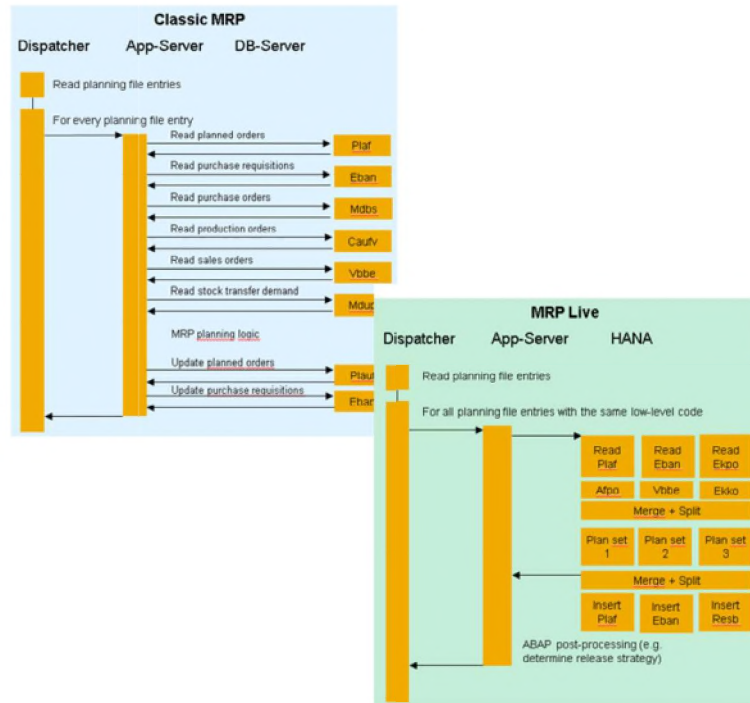 Classic MRP
Dispatcher App-Server DB-Server
Read planning file entries
For every planning file entry
Read planned orders
Plaf
Read purchase requisitions
Eban
Read purchase orders
Mdbs
Read production orders
Caufv
Read sales orders
Vbbe
Read stock transfer demand
MRP planning logic
Update planned orders
Update purchase requisitions
MRP Live
Dispatcher App-Server HANA
Read planning file entries
For all planning file entries with the same low-level code
Read Read Read
Plaf Eban Ekpo
Afpo Vbbe Ekko
Merge + Split
Plan set Plan set Plan set
1 2 3
Merge + Split
Insert Insert Insert
Plaf Eban Resb
ABAP post-processing (e.g.
determine release strategy)